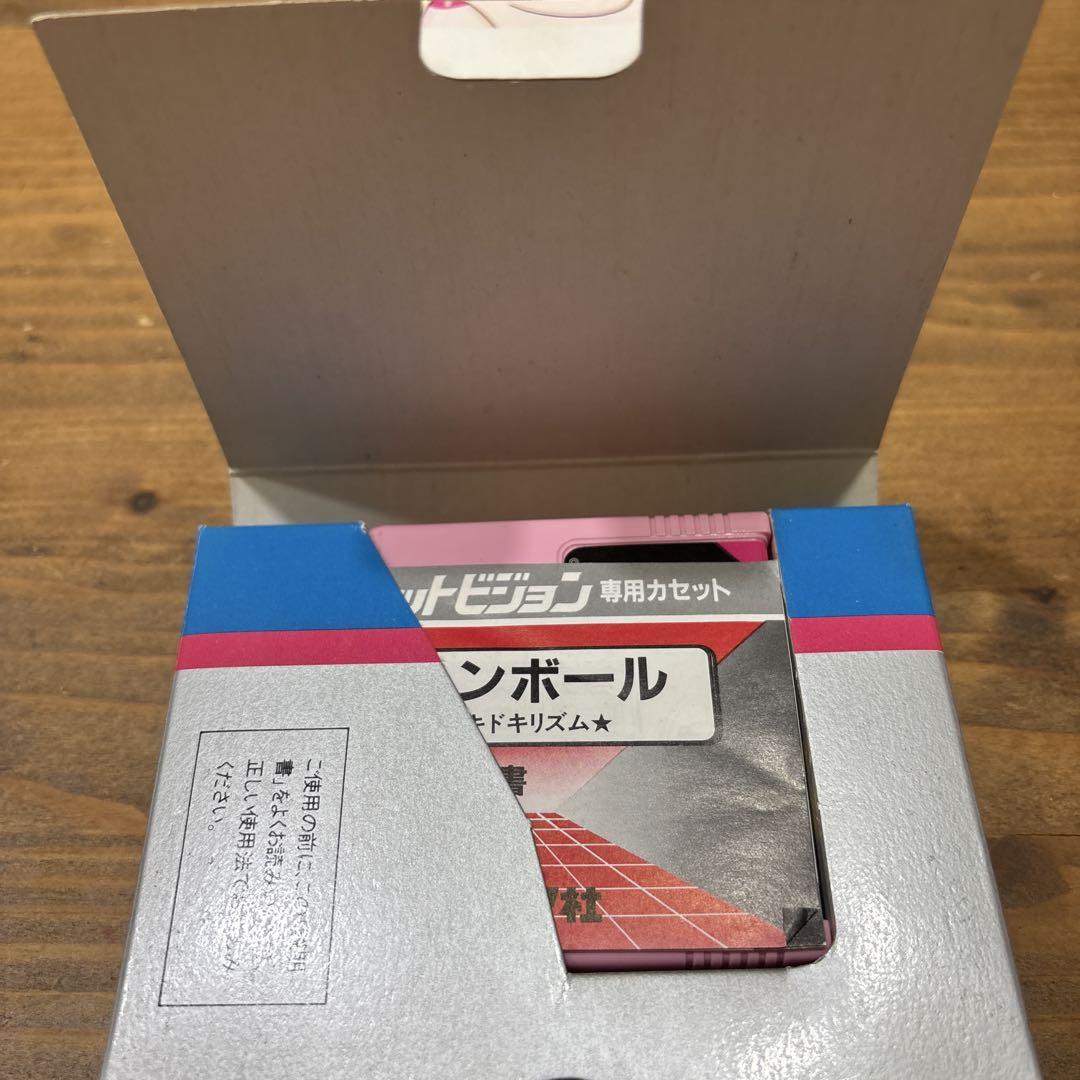 ットビジョン 専用カセット
ンボール
キドキリズム★
書
社
ご使用の前に、この
書」をよくお読み
正しい使用法で
ください。